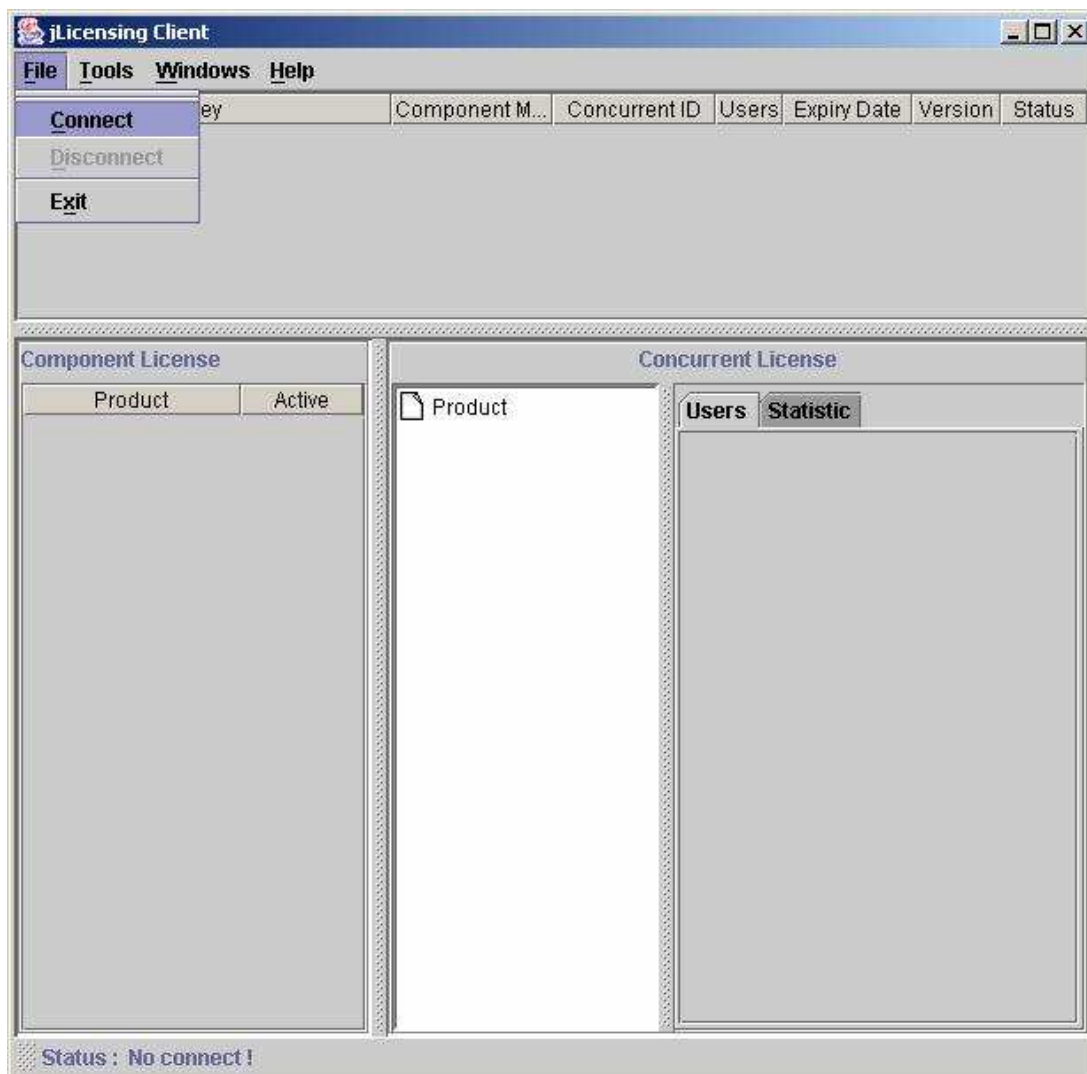 jLicensing Client
File Tools Windows Help
Connect
ey Component M... Concurrent ID Users Expiry Date Version Status
Disconnect
Exit
Component License
Concurrent License
Product Active
Product
Users Statistic
Status : No connect !